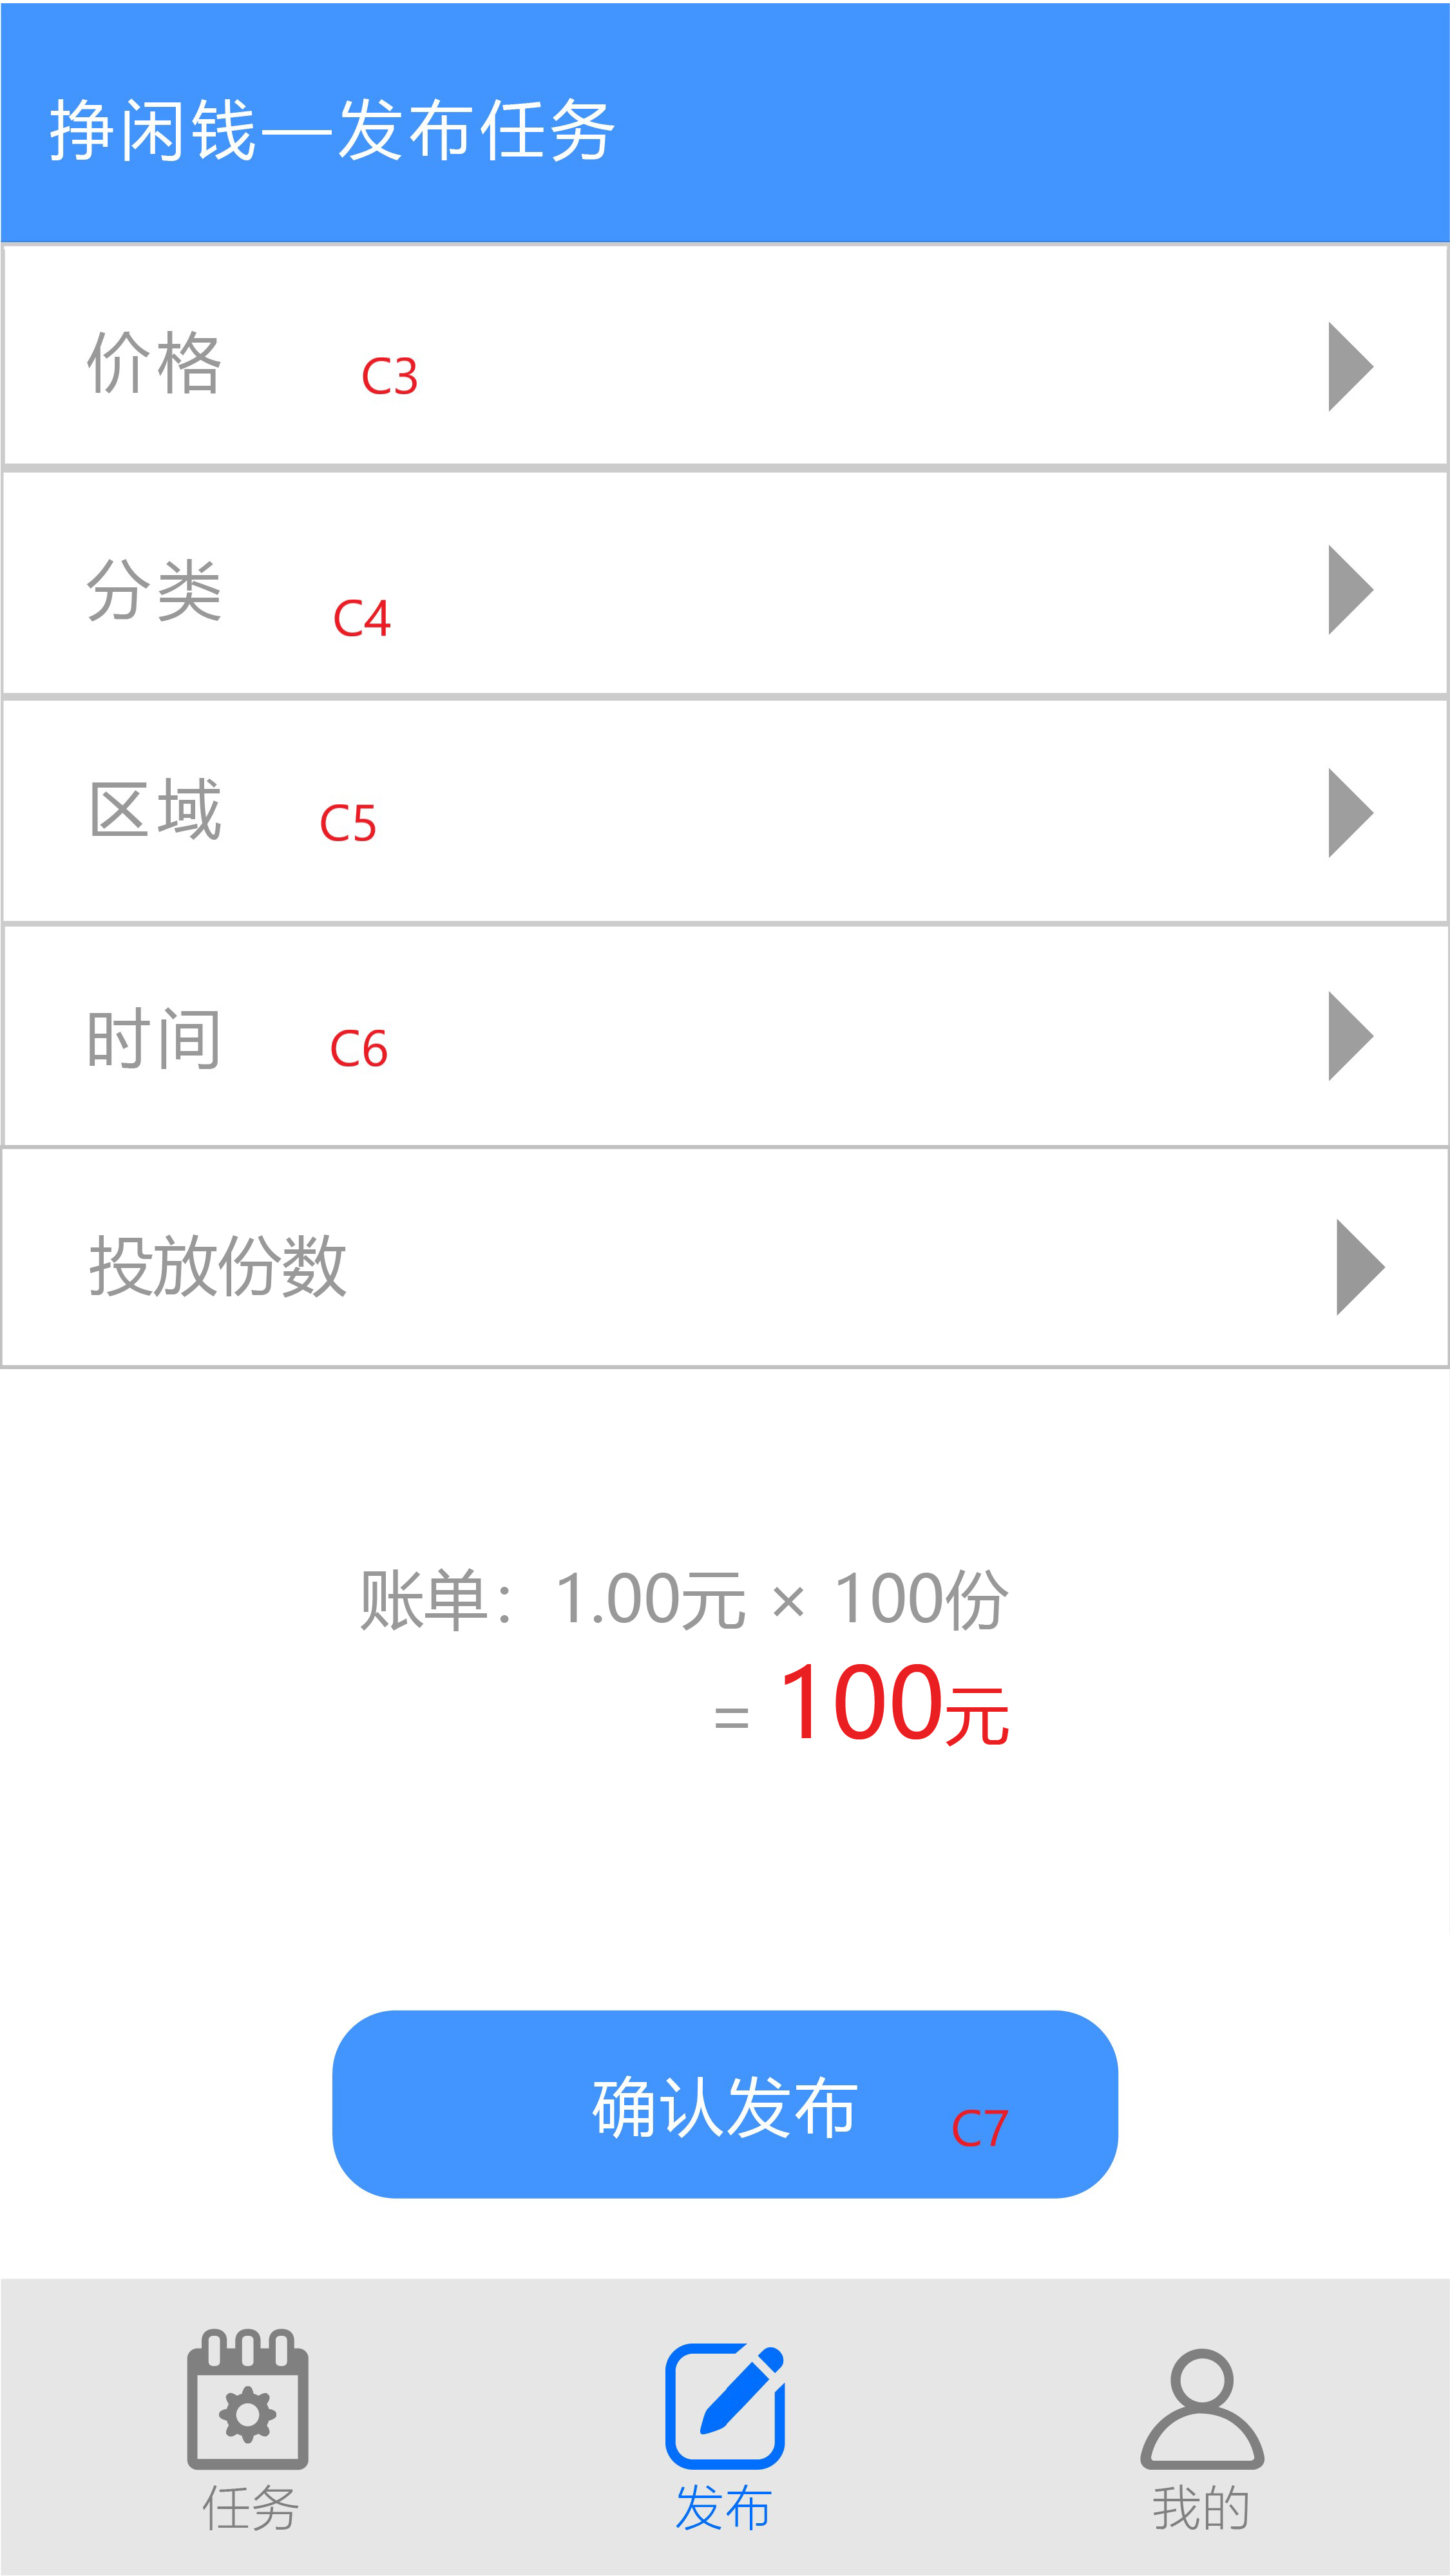 挣闲钱—发布任务
价格 C3
分类 C4
区域 C5
时间 C6
投放份数
账单：1.00元 × 100份
= 100元
确认发布 C7
任务 发布 我的